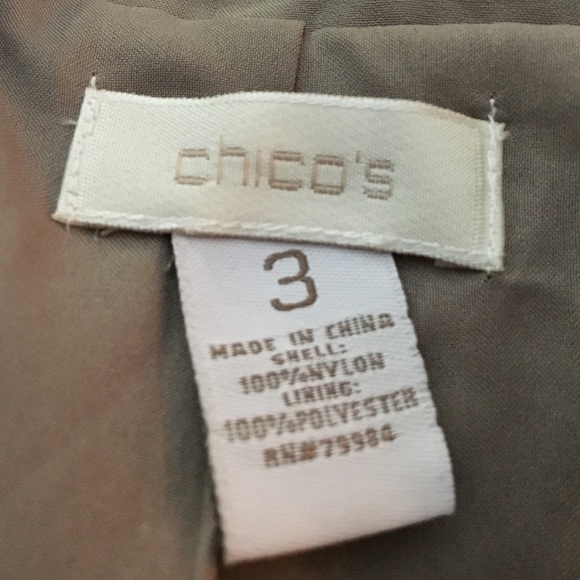 chico's
3
MADE IN CHINA
SHELL:
100%NYLON
LINING:
100%POLYESTER
RN#79984